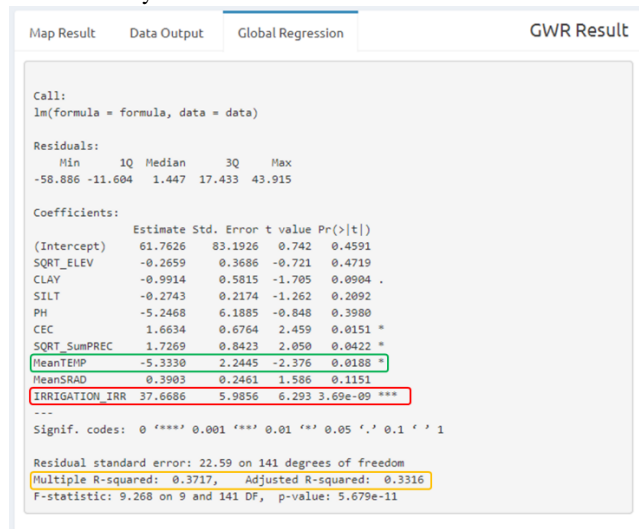 Map Result Data Output Global Regression GWR Result
Call:
lm(formula = formula, data = data)
Residuals:
Min 1Q Median 3Q Max
-58.886 -11.604 1.447 17.433 43.915
Coefficients:
Estimate Std. Error t value Pr(>|t|)
(Intercept) 61.7626 83.1926 0.742 0.4591
SQRT_ELEV -0.2659 0.3686 -0.721 0.4719
CLAY -0.9914 0.5815 -1.705 0.0904 .
SILT -0.2743 0.2174 -1.262 0.2092
PH -5.2468 6.1885 -0.848 0.3980
CEC 1.6634 0.6764 2.459 0.0151 *
SQRT_SumPREC 1.7269 0.8423 2.050 0.0422 *
MeanTEMP -5.3330 2.2445 -2.376 0.0188 *
MeanSRAD 0.3903 0.2461 1.586 0.1151
IRRIGATION_IRR 37.6686 5.9856 6.293 3.69e-09 ***
---
Signif. codes: 0 ‘***’ 0.001 ‘**’ 0.01 ‘*’ 0.05 ‘.’ 0.1 ‘ ’ 1
Residual standard error: 22.59 on 141 degrees of freedom
Multiple R-squared: 0.3717, Adjusted R-squared: 0.3316
F-statistic: 9.268 on 9 and 141 DF, p-value: 5.679e-11